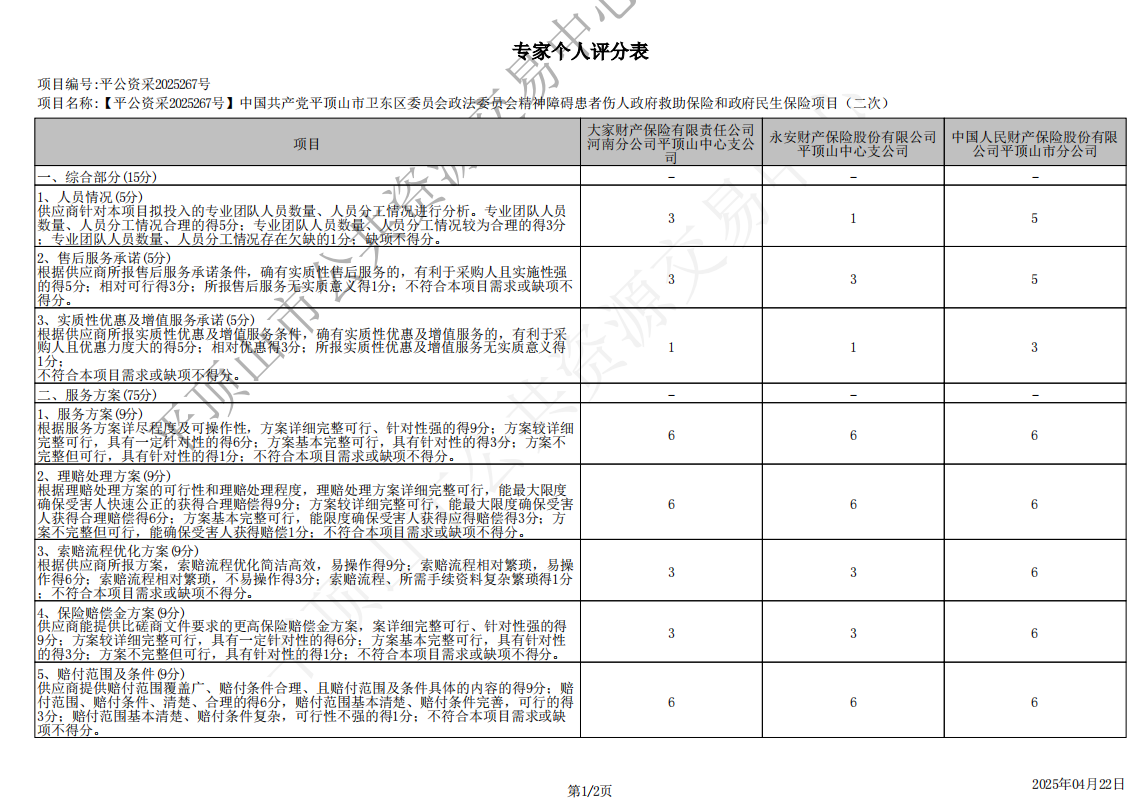 专家个人评分表
项目编号:平公资采2025267号
项目名称:【平公资采2025267号】中国共产党平顶山市卫东区委员会政法委员会精神障碍患者伤人政府救助保险和政府民生保险项目（二次）
项目
大家财产保险有限责任公司
河南分公司平顶山中心支公
司
永安财产保险股份有限公司
平顶山中心支公司
中国人民财产保险股份有限
公司平顶山市分公司
一、综合部分(15分)
－
－
－
1、人员情况(5分)
供应商针对本项目拟投入的专业团队人员数量、人员分工情况进行分析。专业团队人员
数量、人员分工情况合理的得5分；专业团队人员数量、人员分工情况较为合理的得3分
；专业团队人员数量、人员分工情况存在欠缺的1分；缺项不得分。
3
1
5
2、售后服务承诺(5分)
根据供应商所报售后服务承诺条件，确有实质性售后服务的，有利于采购人且实施性强
的得5分；相对可行得3分；所报售后服务无实质意义得1分；不符合本项目需求或缺项不
得分。
3
3
5
3、实质性优惠及增值服务承诺(5分)
根据供应商所报实质性优惠及增值服务条件，确有实质性优惠及增值服务的，有利于采
购人且优惠力度大的得5分；相对优惠得3分；所报实质性优惠及增值服务无实质意义得
1分；
不符合本项目需求或缺项不得分。
1
1
3
二、服务方案(75分)
－
－
－
1、服务方案(9分)
根据服务方案详尽程度及可操作性，方案详细完整可行、针对性强的得9分；方案较详细
完整可行，具有一定针对性的得6分；方案基本完整可行，具有针对性的得3分；方案不
完整但可行，具有针对性的得1分；不符合本项目需求或缺项不得分。
6
6
6
2、理赔处理方案(9分)
根据理赔处理方案的可行性和理赔处理程度，理赔处理方案详细完整可行，能最大限度
确保受害人快速公正的获得合理赔偿得9分；方案较详细完整可行，能最大限度确保受害
人获得合理赔偿得6分；方案基本完整可行，能限度确保受害人获得应得赔偿得3分；方
案不完整但可行，能确保受害人获得赔偿1分；不符合本项目需求或缺项不得分。
6
6
6
3、索赔流程优化方案(9分)
根据供应商所报方案，索赔流程优化简洁高效，易操作得9分；索赔流程相对繁琐，易操
作得6分；索赔流程相对繁琐，不易操作得3分；索赔流程、所需手续资料复杂繁琐得1分
；不符合本项目需求或缺项不得分。
3
3
6
4、保险赔偿金方案(9分)
供应商能提供比磋商文件要求的更高保险赔偿金方案，案详细完整可行、针对性强的得
9分；方案较详细完整可行，具有一定针对性的得6分；方案基本完整可行，具有针对性
的得3分；方案不完整但可行，具有针对性的得1分；不符合本项目需求或缺项不得分。
3
3
6
5、赔付范围及条件(9分)
供应商提供赔付范围覆盖广、赔付条件合理、且赔付范围及条件具体的内容的得9分；赔
付范围、赔付条件、清楚、合理的得6分，赔付范围基本清楚、赔付条件完善，可行的得
3分；赔付范围基本清楚、赔付条件复杂，可行性不强的得1分；不符合本项目需求或缺
项不得分。
6
6
6
平顶山市公共资源交易中心
平顶山市公共资源交易中心
第1/2页
2025年04月22日